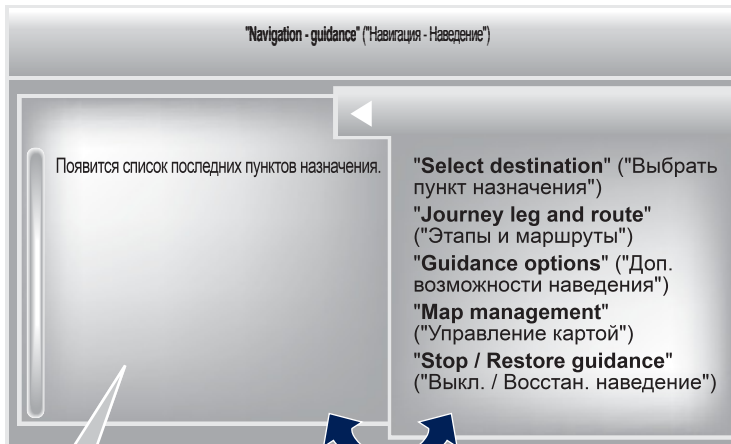 "Navigation - guidance" ("Навигация - Наведение")
Появится список последних пунктов назначения.
"Select destination" ("Выбрать
пункт назначения")
"Journey leg and route"
("Этапы и маршруты")
"Guidance options" ("Доп.
возможности наведения")
"Map management"
("Управление картой")
"Stop / Restore guidance"
("Выкл. / Восстан. наведение")